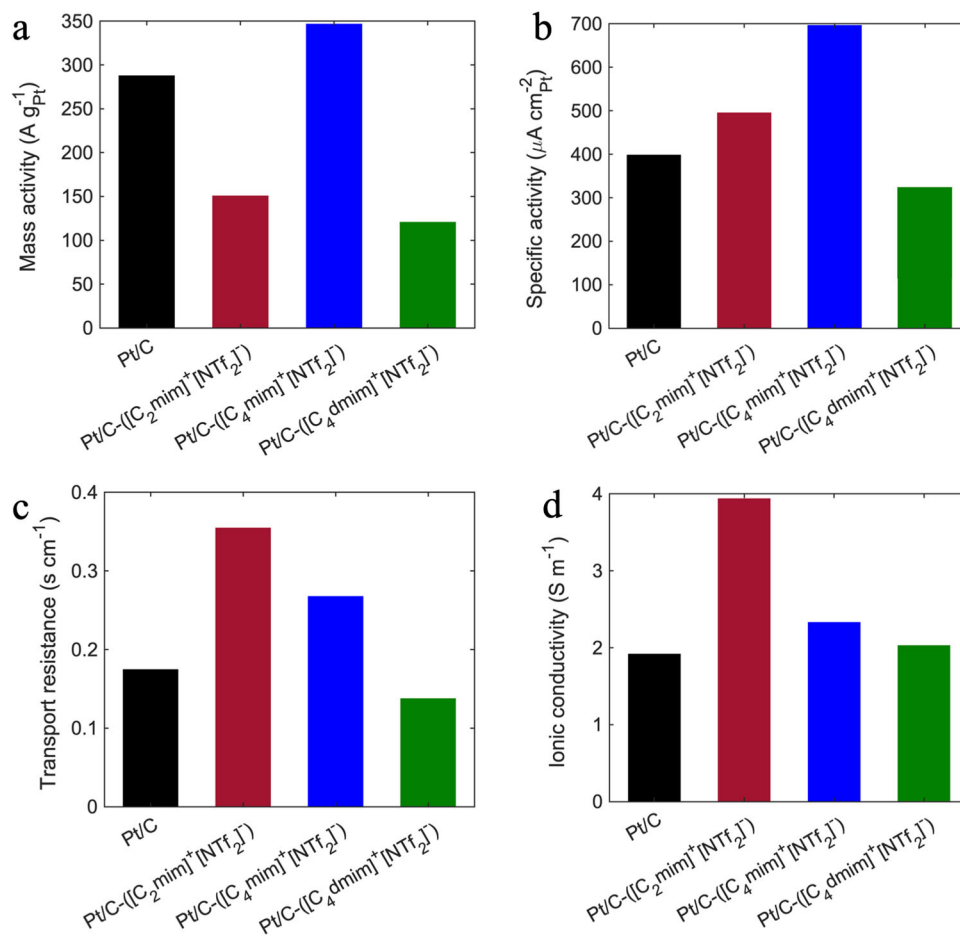 a
Mass activity (A g⁻¹Pt)
350
300
250
200
150
100
50
0
Pt/C
Pt/C-([C₂mim]⁺[NTf₂]⁻)
Pt/C-([C₄mim]⁺[NTf₂]⁻)
Pt/C-([C₄dmim]⁺[NTf₂]⁻)
b
Specific activity (μA cm⁻²Pt)
700
600
500
400
300
200
100
0
Pt/C
Pt/C-([C₂mim]⁺[NTf₂]⁻)
Pt/C-([C₄mim]⁺[NTf₂]⁻)
Pt/C-([C₄dmim]⁺[NTf₂]⁻)
c
Transport resistance (s cm⁻¹)
0.4
0.3
0.2
0.1
0
Pt/C
Pt/C-([C₂mim]⁺[NTf₂]⁻)
Pt/C-([C₄mim]⁺[NTf₂]⁻)
Pt/C-([C₄dmim]⁺[NTf₂]⁻)
d
Ionic conductivity (S m⁻¹)
4
3
2
1
0
Pt/C
Pt/C-([C₂mim]⁺[NTf₂]⁻)
Pt/C-([C₄mim]⁺[NTf₂]⁻)
Pt/C-([C₄dmim]⁺[NTf₂]⁻)